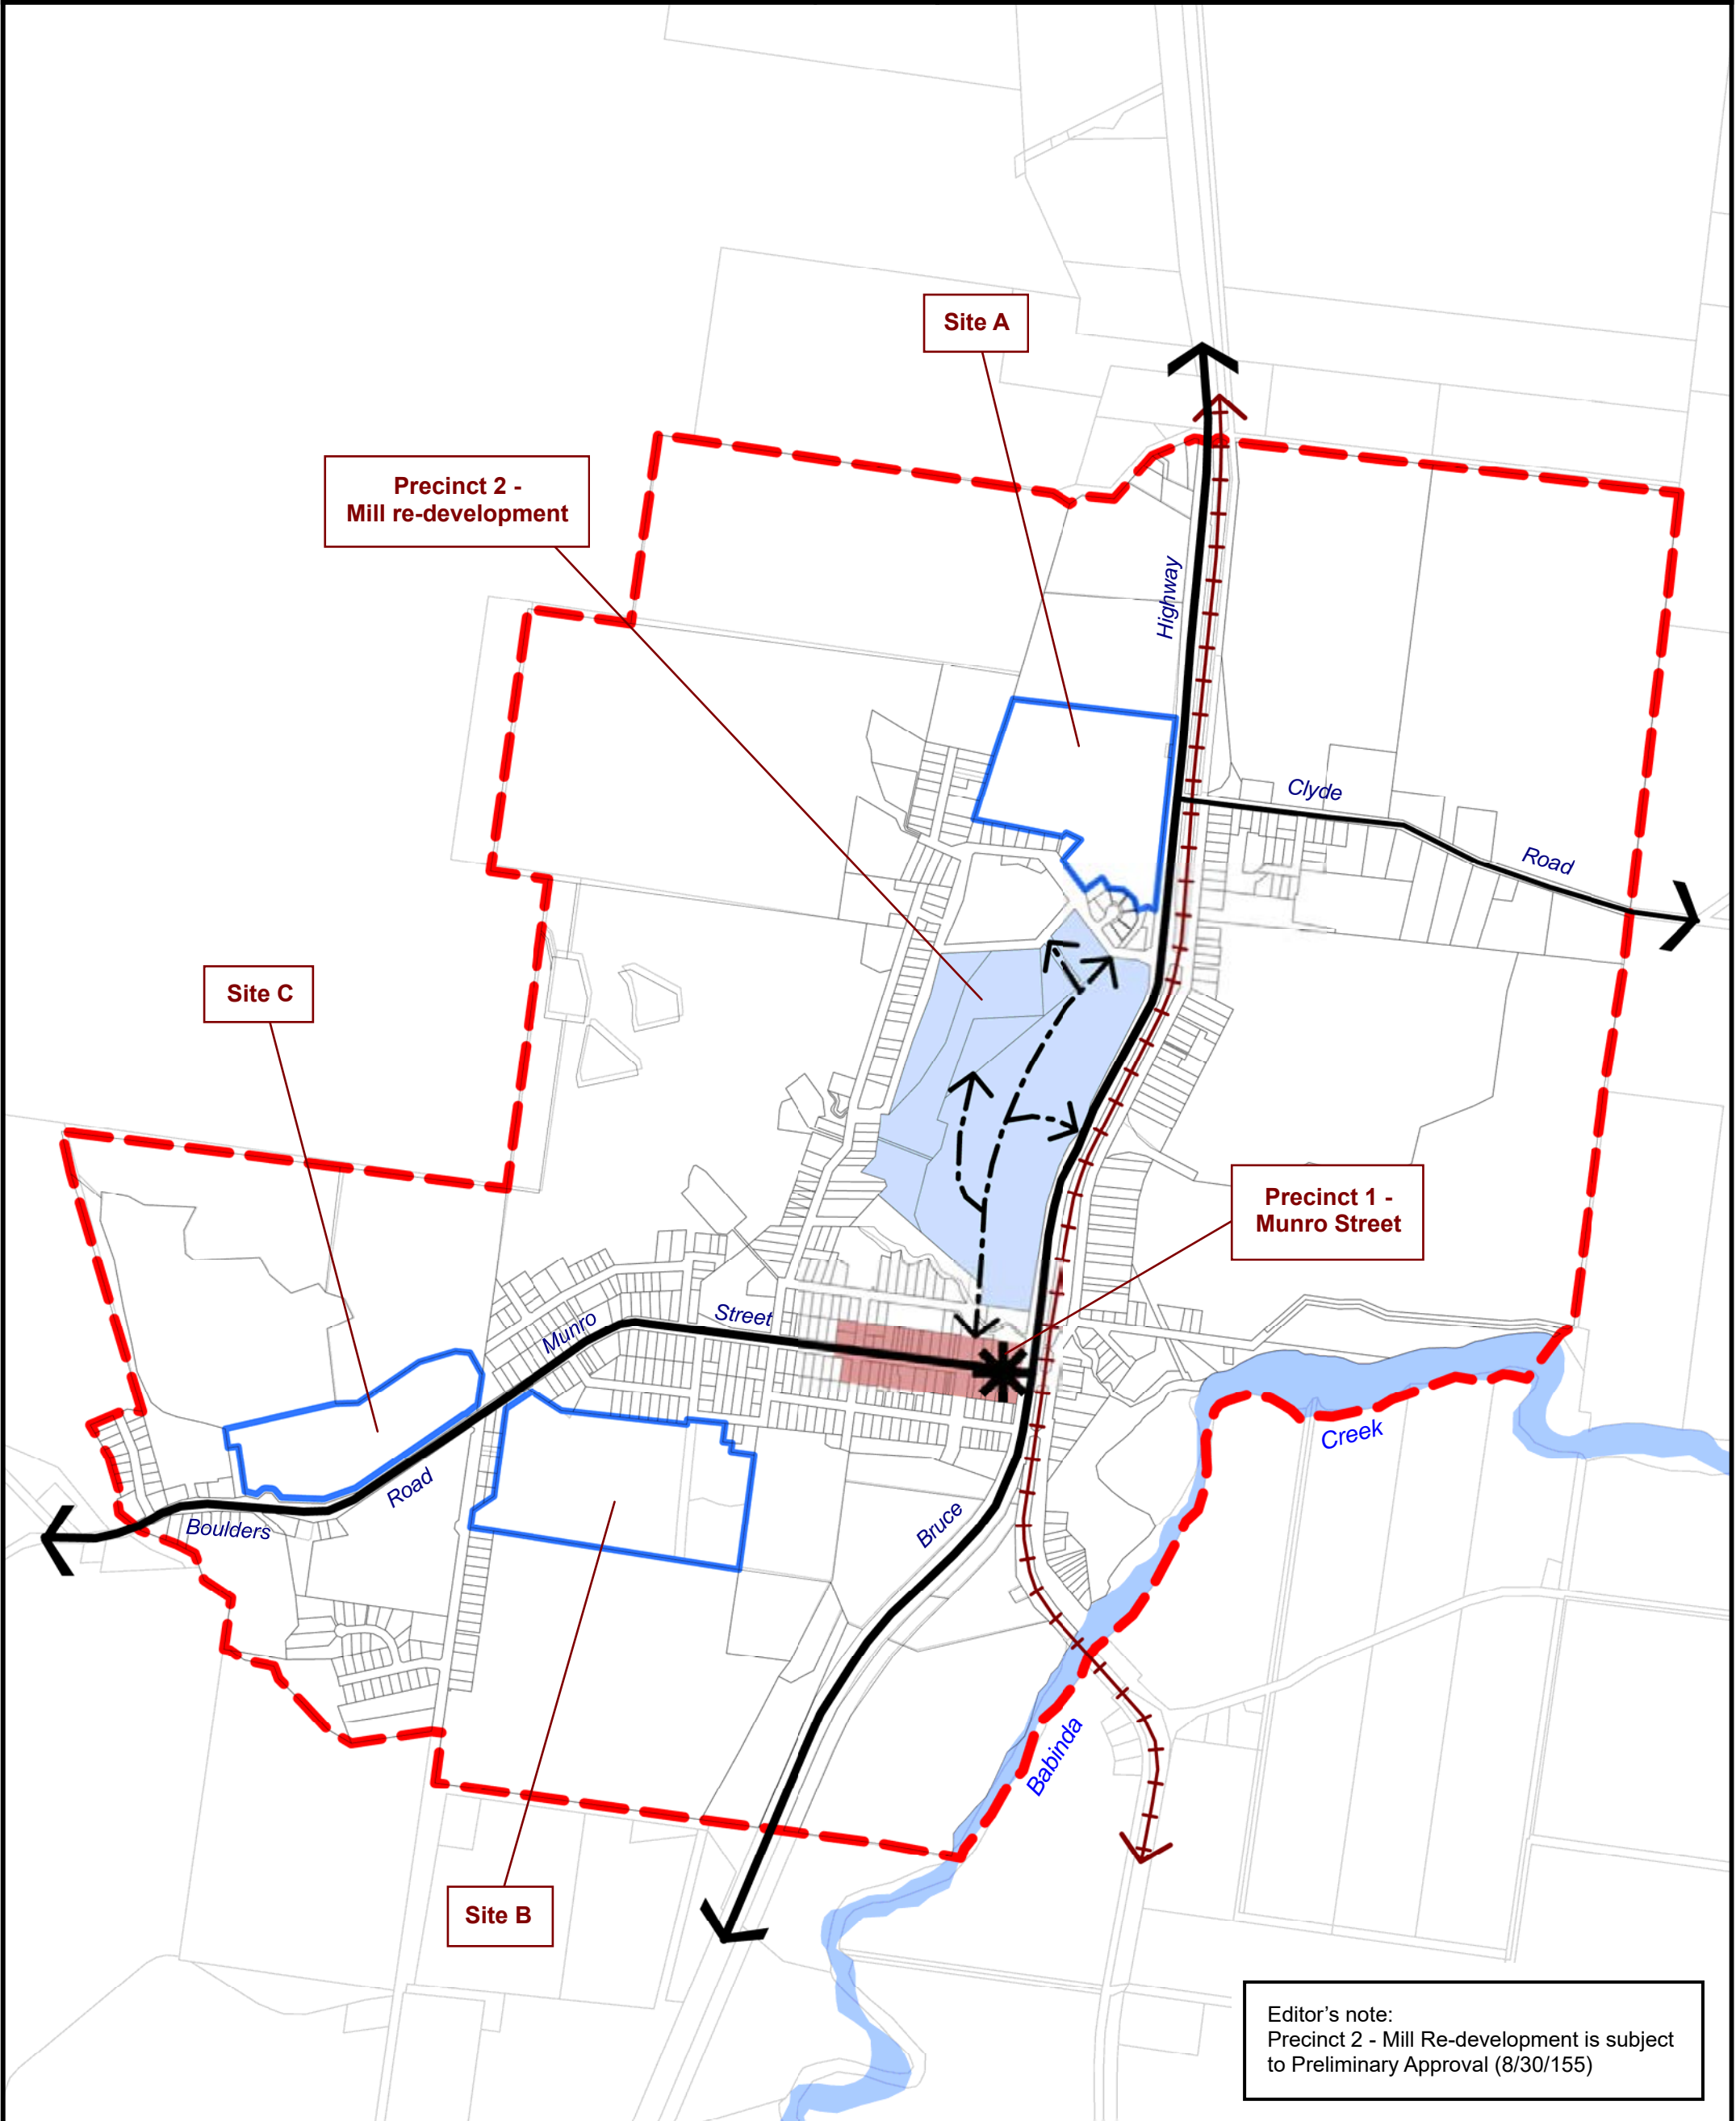 Site A
Precinct 2 -
Mill re-development
Highway
Clyde
Road
Site C
Precinct 1 -
Munro Street
Street
Munro
Creek
Road
Boulders
Bruce
Babinda
Site B
Editor's note:
Precinct 2 - Mill Re-development is subject
to Preliminary Approval (8/30/155)